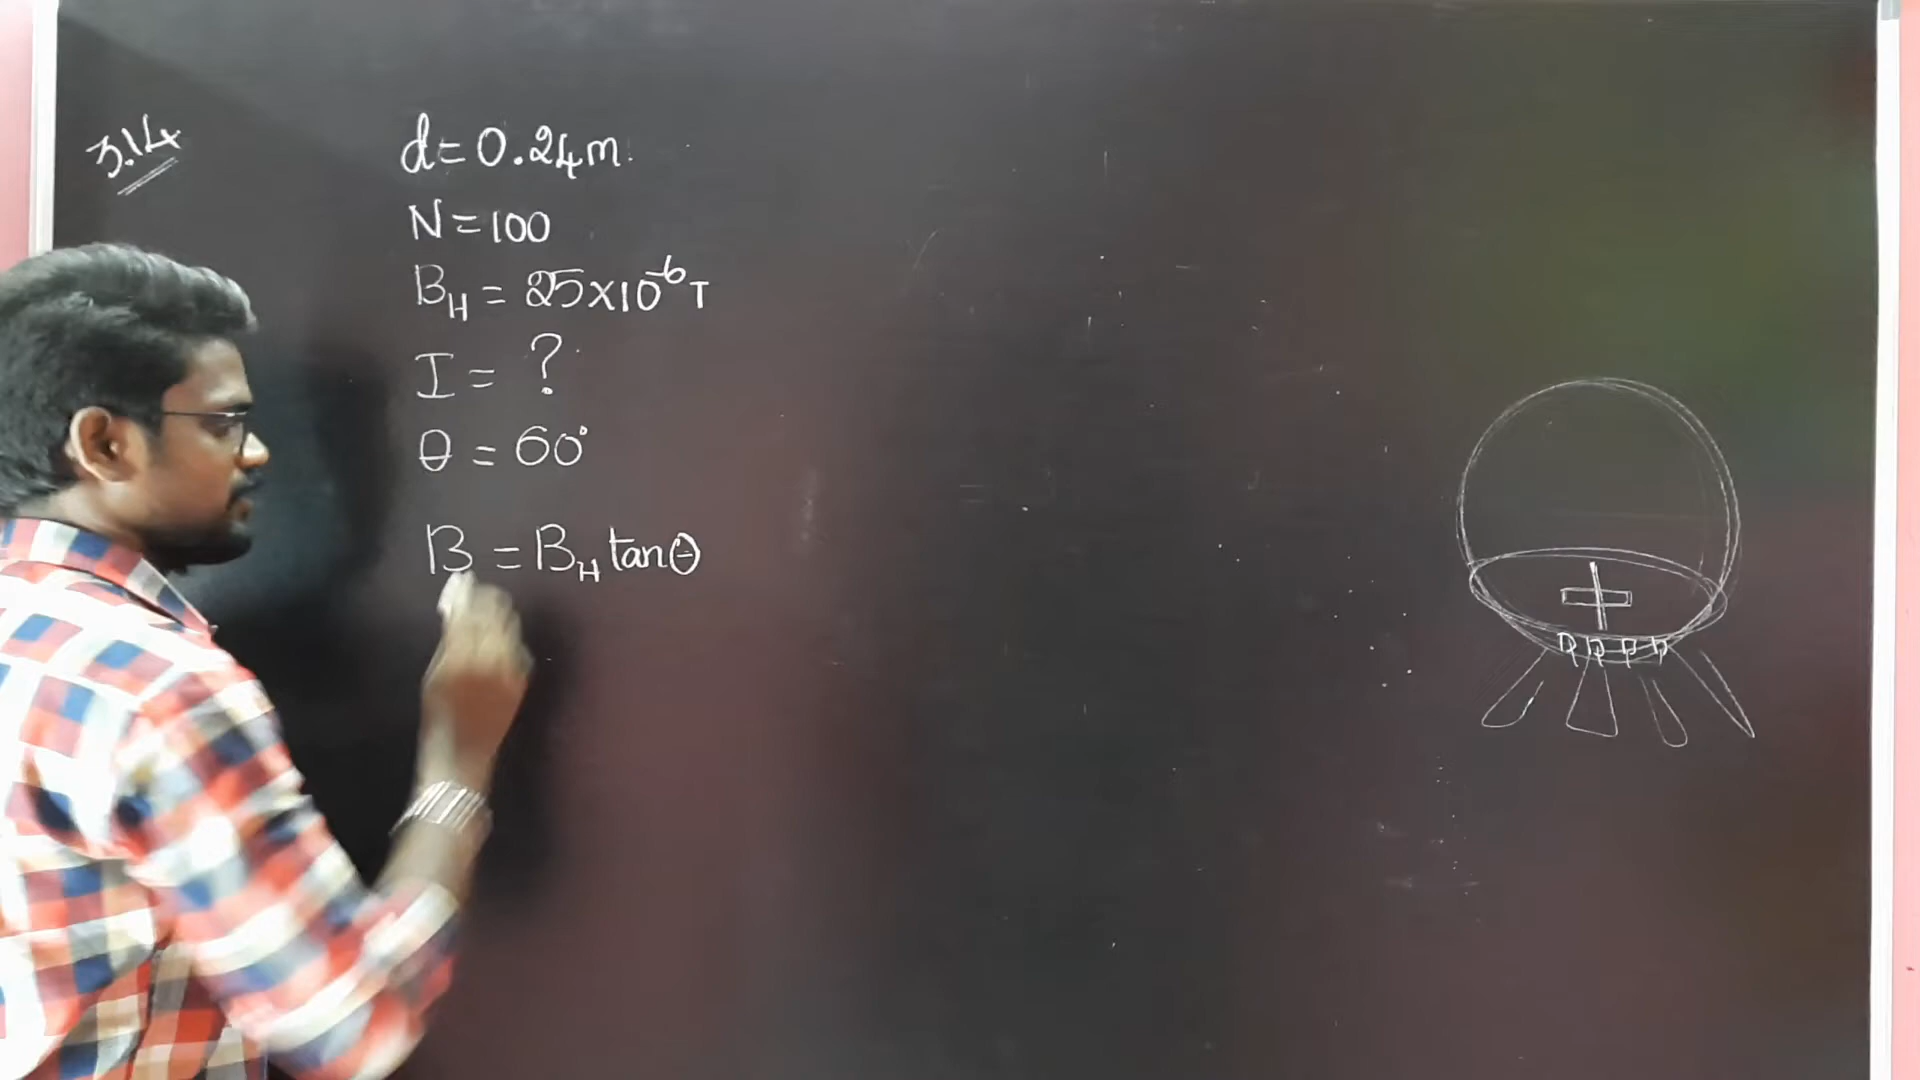 3.14
d = 0.24m
N = 100
B_H = 25×10⁻⁶ T
I = ?
θ = 60°
B = B_H tanθ